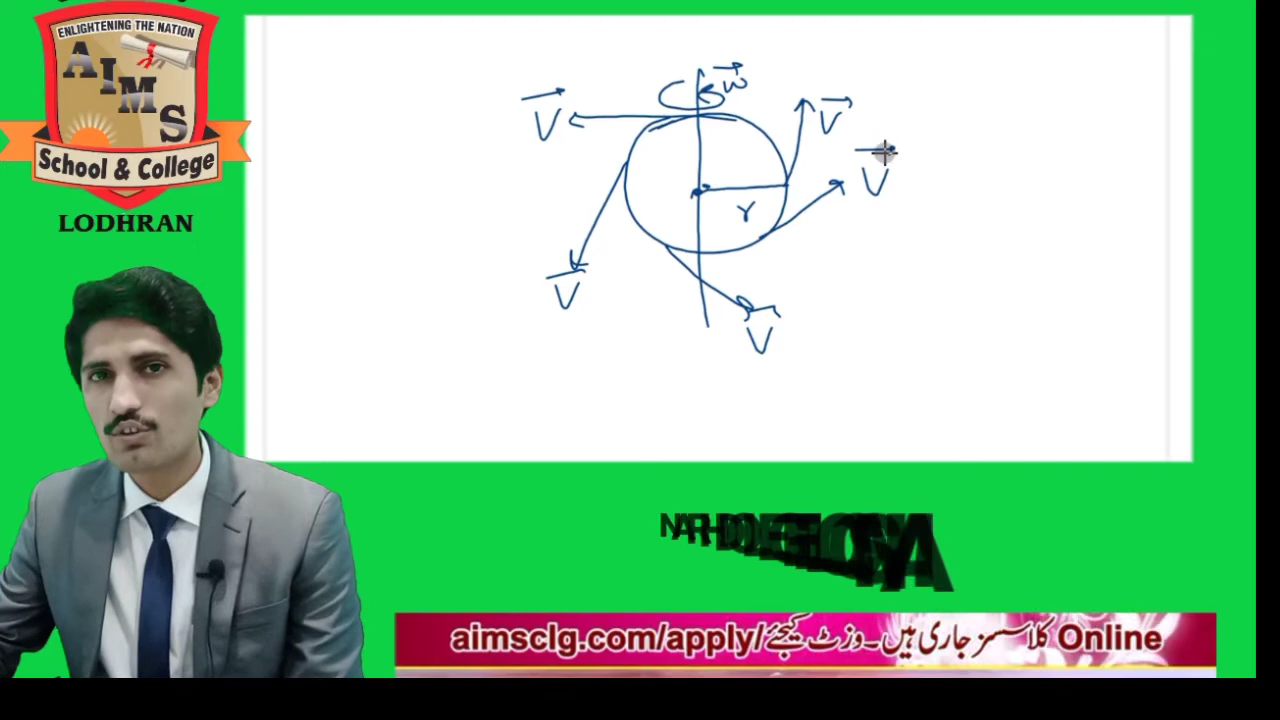 ENLIGHTENING THE NATION
AIMS
School & College
LODHRAN
ω
V
V
V
r
V
V
aimsclg.com/apply/ کلاسسز جاری ہیں۔وزٹ کیجئے Online